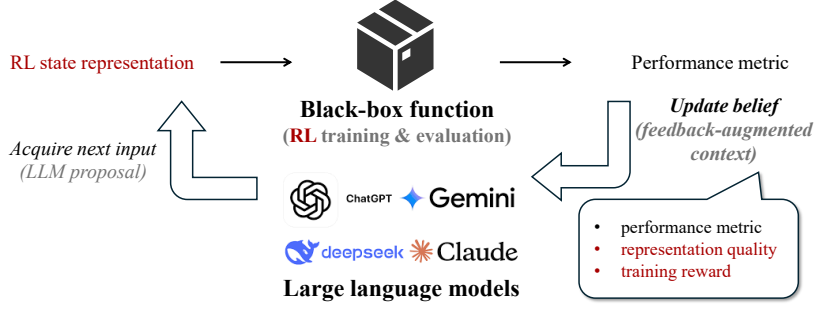 RL state representation
Performance metric
Black-box function
(RL training & evaluation)
Update belief
(feedback-augmented
context)
Acquire next input
(LLM proposal)
ChatGPT
Gemini
deepseek
Claude
Large language models
• performance metric
• representation quality
• training reward